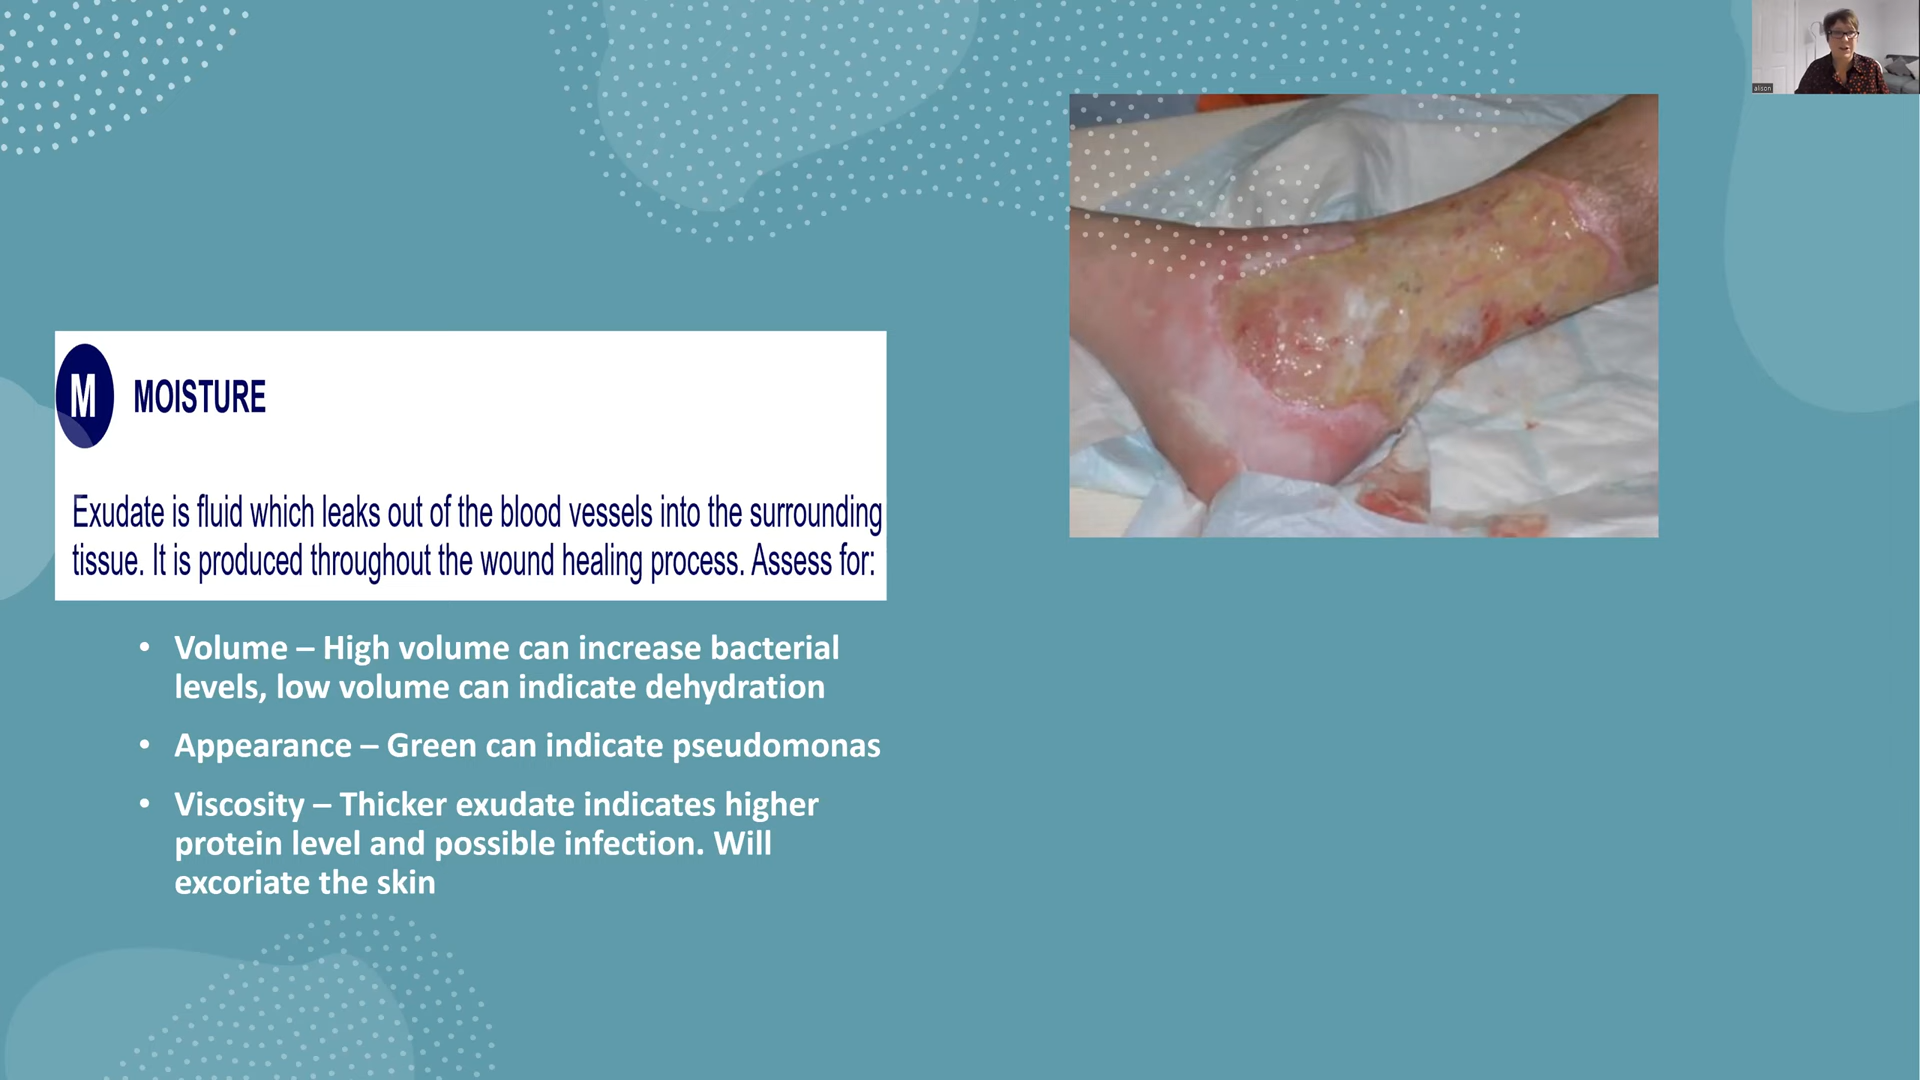 alison
M MOISTURE
Exudate is fluid which leaks out of the blood vessels into the surrounding
tissue. It is produced throughout the wound healing process. Assess for:
• Volume – High volume can increase bacterial
levels, low volume can indicate dehydration
• Appearance – Green can indicate pseudomonas
• Viscosity – Thicker exudate indicates higher
protein level and possible infection. Will
excoriate the skin